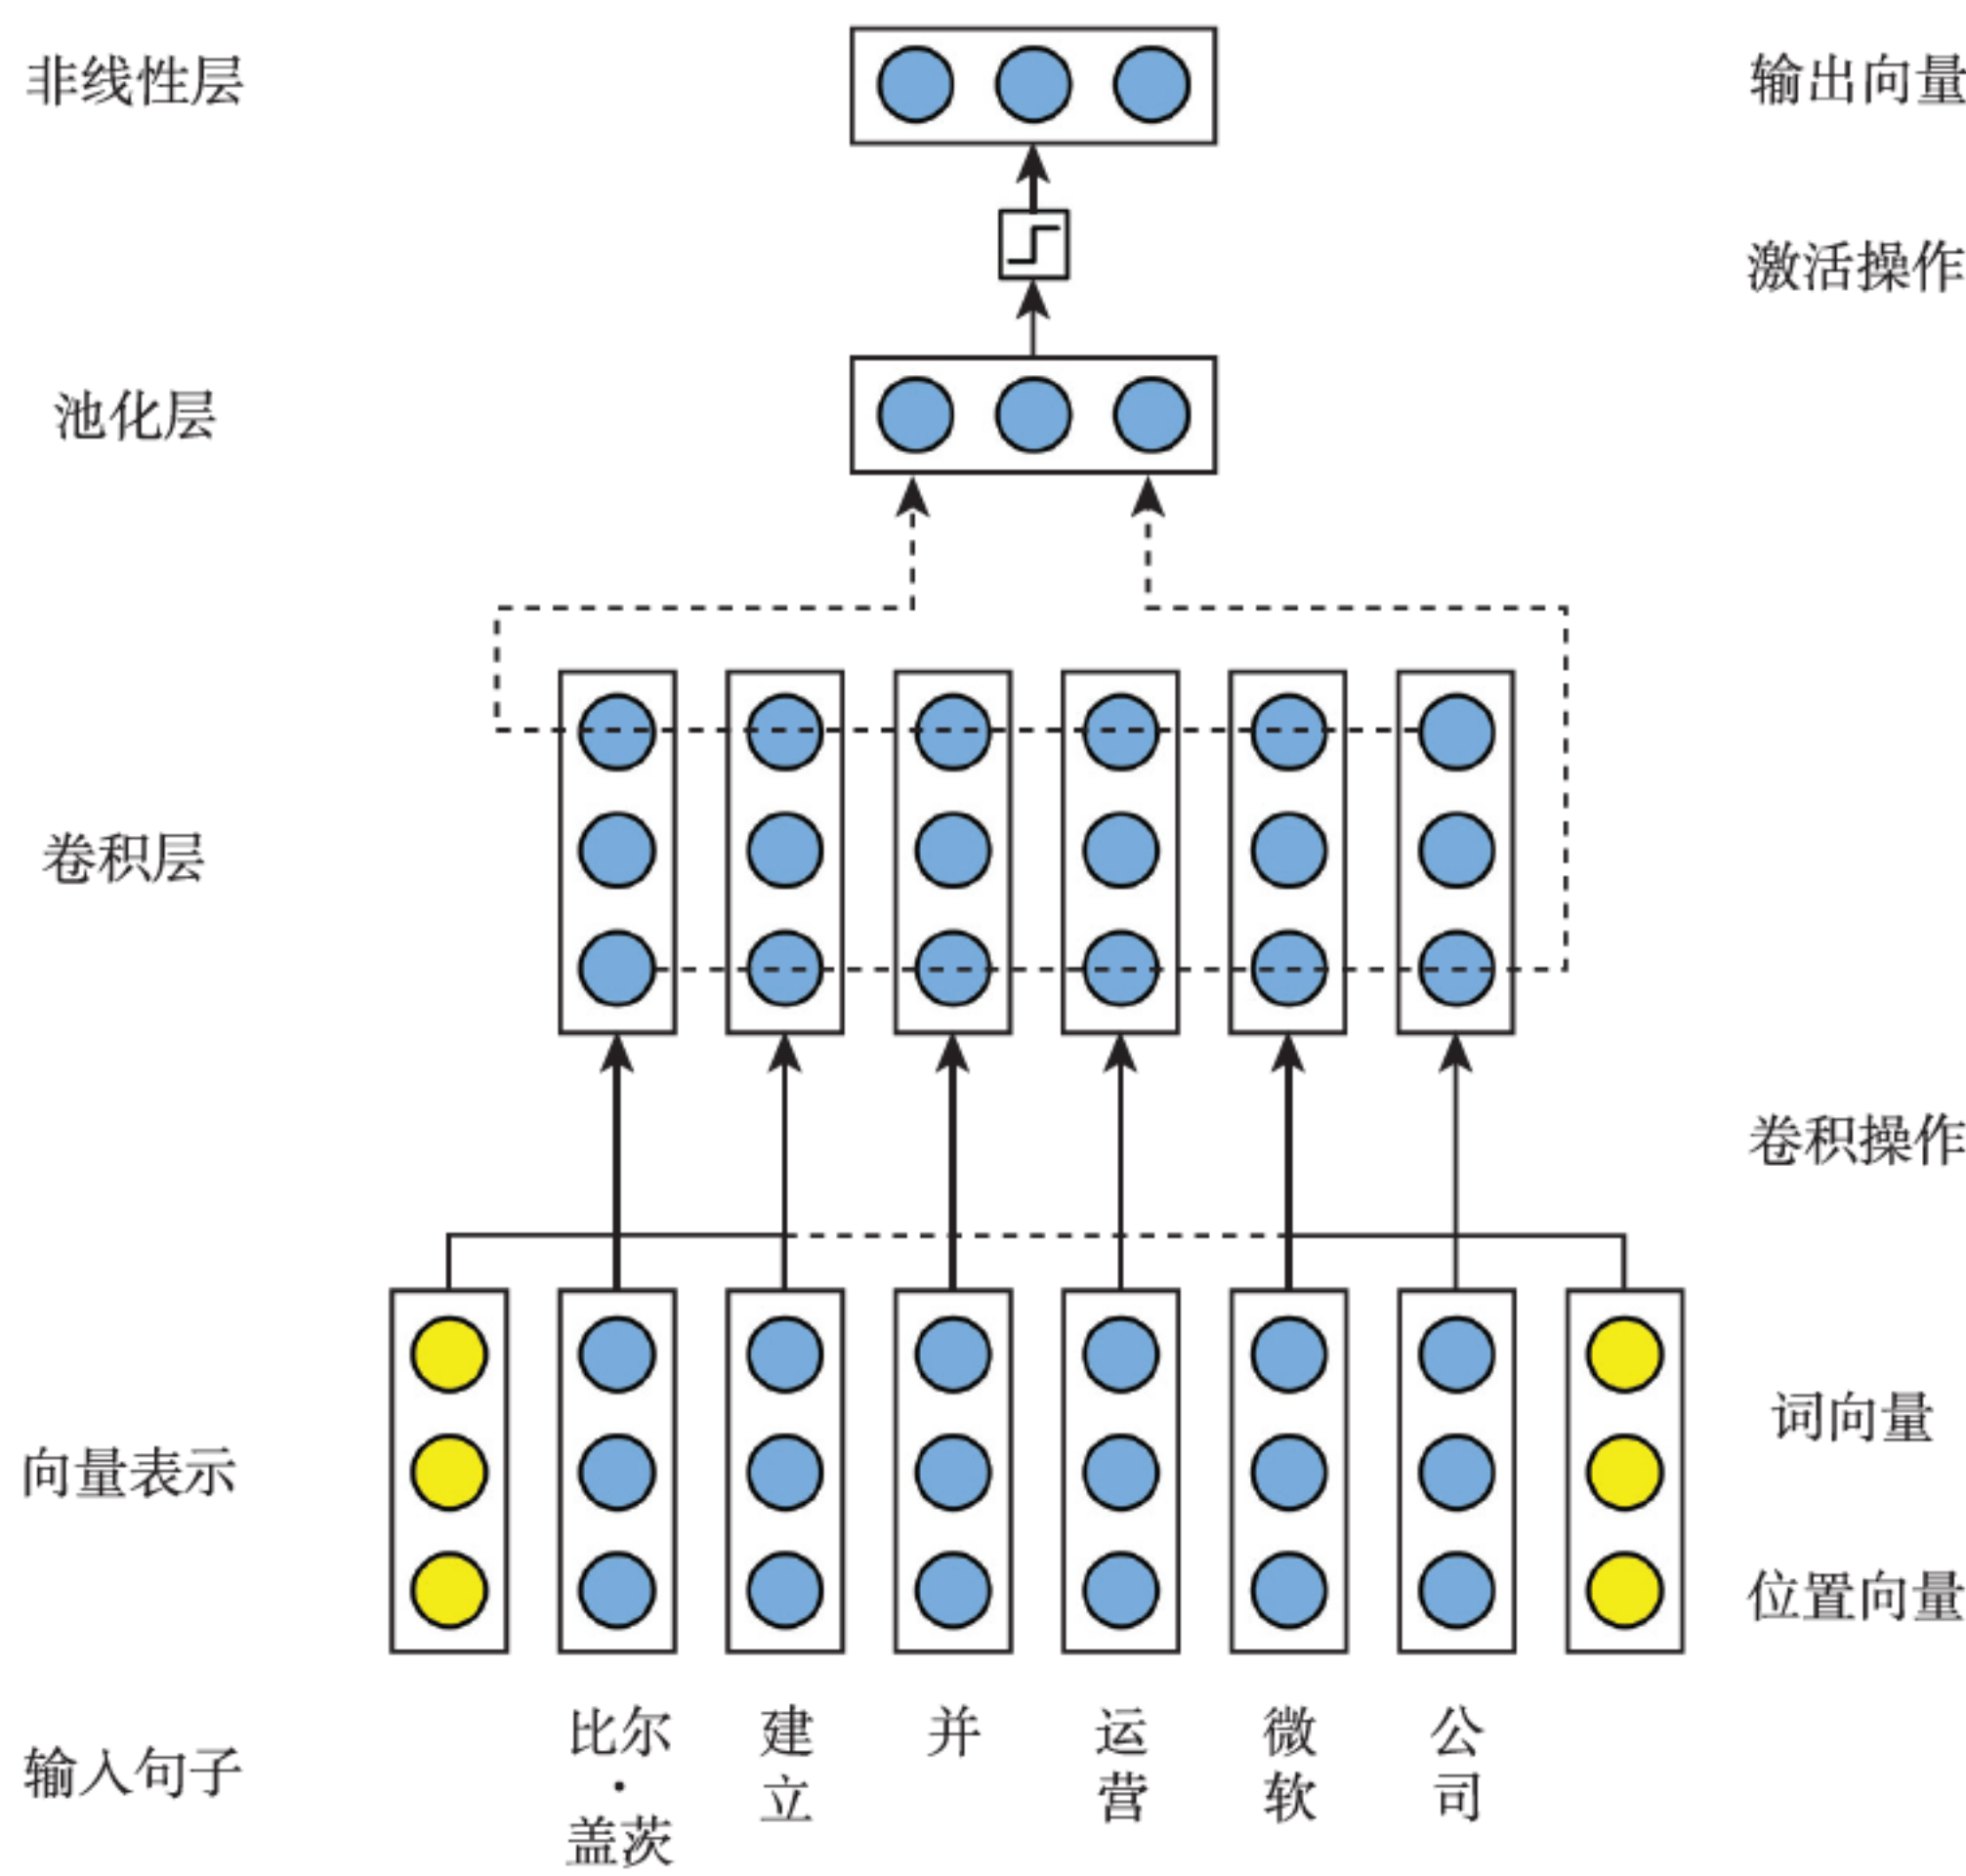 非线性层
输出向量
激活操作
池化层
卷积层
卷积操作
词向量
向量表示
位置向量
输入句子
比尔
·
盖茨
建
立
并
运
营
微
软
公
司